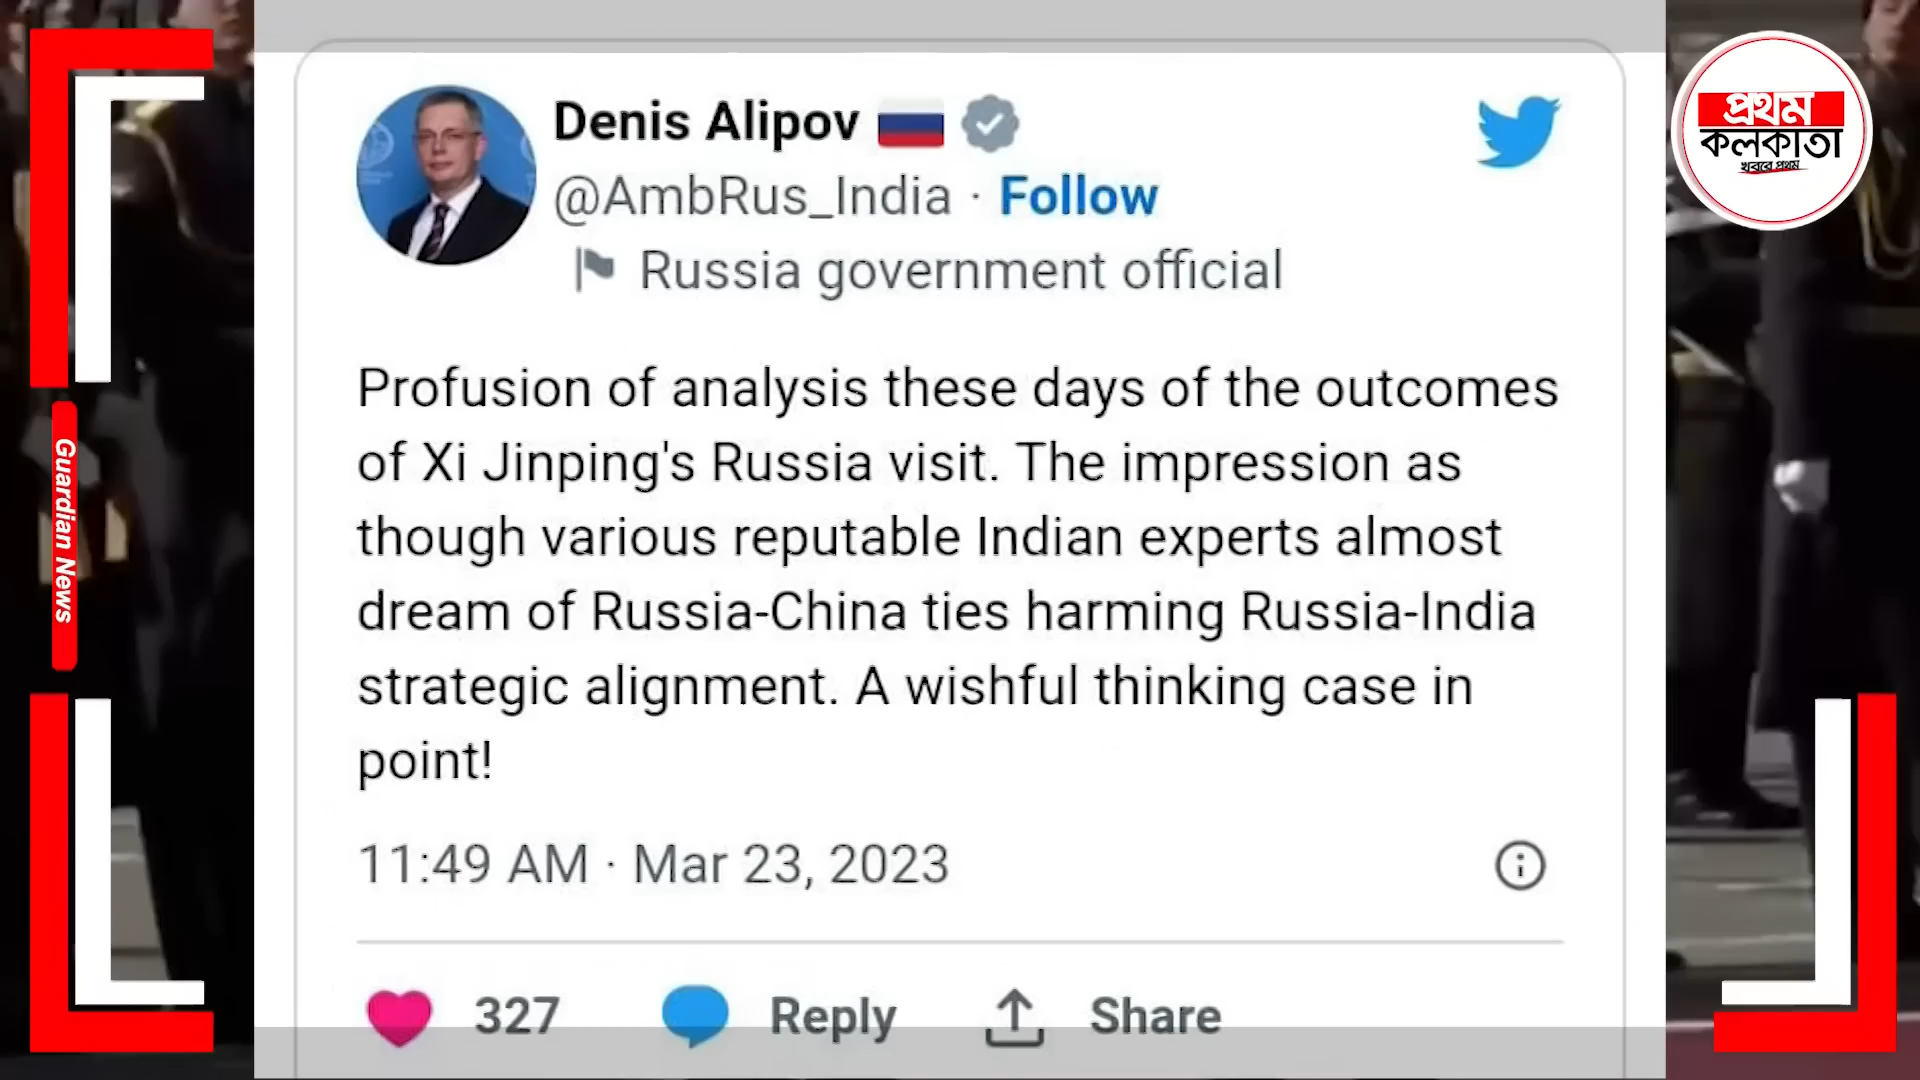 Denis Alipov
@AmbRus_India · Follow
Russia government official
Profusion of analysis these days of the outcomes
of Xi Jinping's Russia visit. The impression as
though various reputable Indian experts almost
dream of Russia-China ties harming Russia-India
strategic alignment. A wishful thinking case in
point!
11:49 AM · Mar 23, 2023
327 Reply Share
Guardian News
প্রথম
কলকাতা
খবরে প্রথম